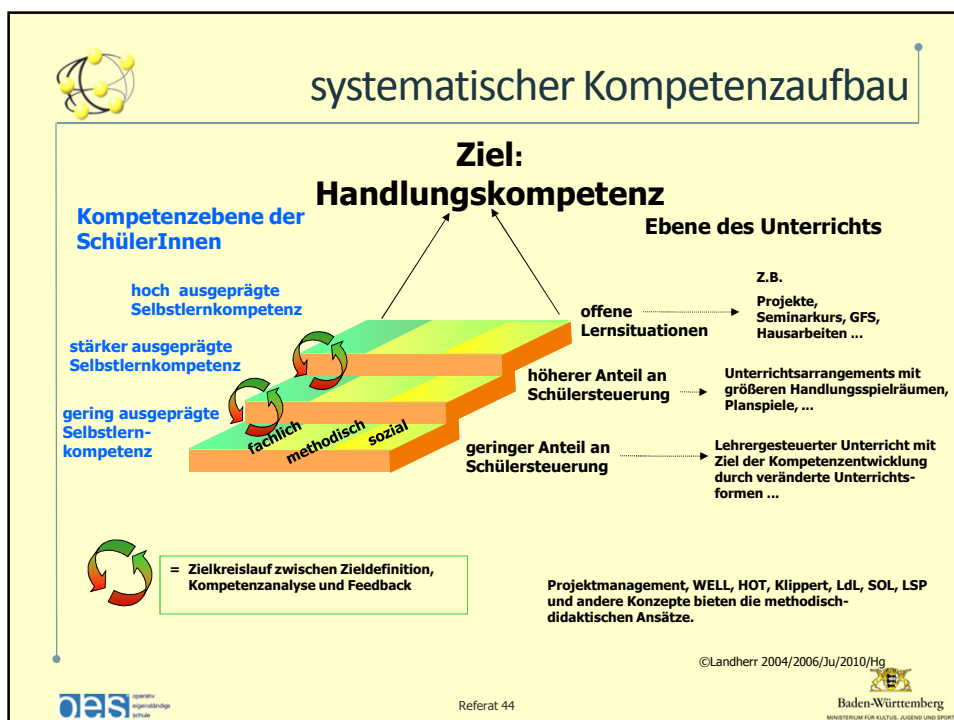 systematischer Kompetenzaufbau
Ziel:
Handlungskompetenz
Kompetenzebene der
SchülerInnen
Ebene des Unterrichts
hoch ausgeprägte
Selbstlernkompetenz
offene
Lernsituationen
Z.B.
Projekte,
Seminarkurs, GFS,
Hausarbeiten ...
stärker ausgeprägte
Selbstlernkompetenz
höherer Anteil an
Schülersteuerung
Unterrichtsarrangements mit
größeren Handlungsspielräumen,
Planspiele, ...
gering ausgeprägte
Selbstlern-
kompetenz
fachlich
methodisch
sozial
geringer Anteil an
Schülersteuerung
Lehrergesteuerter Unterricht mit
Ziel der Kompetenzentwicklung
durch veränderte Unterrichts-
formen ...
= Zielkreislauf zwischen Zieldefinition,
Kompetenzanalyse und Feedback
Projektmanagement, WELL, HOT, Klippert, LdL, SOL, LSP
und andere Konzepte bieten die methodisch-
didaktischen Ansätze.
©Landherr 2004/2006/Ju/2010/Hg
oes
operativ
eigenständige
schule
Referat 44
Baden-Württemberg
MINISTERIUM FÜR KULTUS, JUGEND UND SPORT